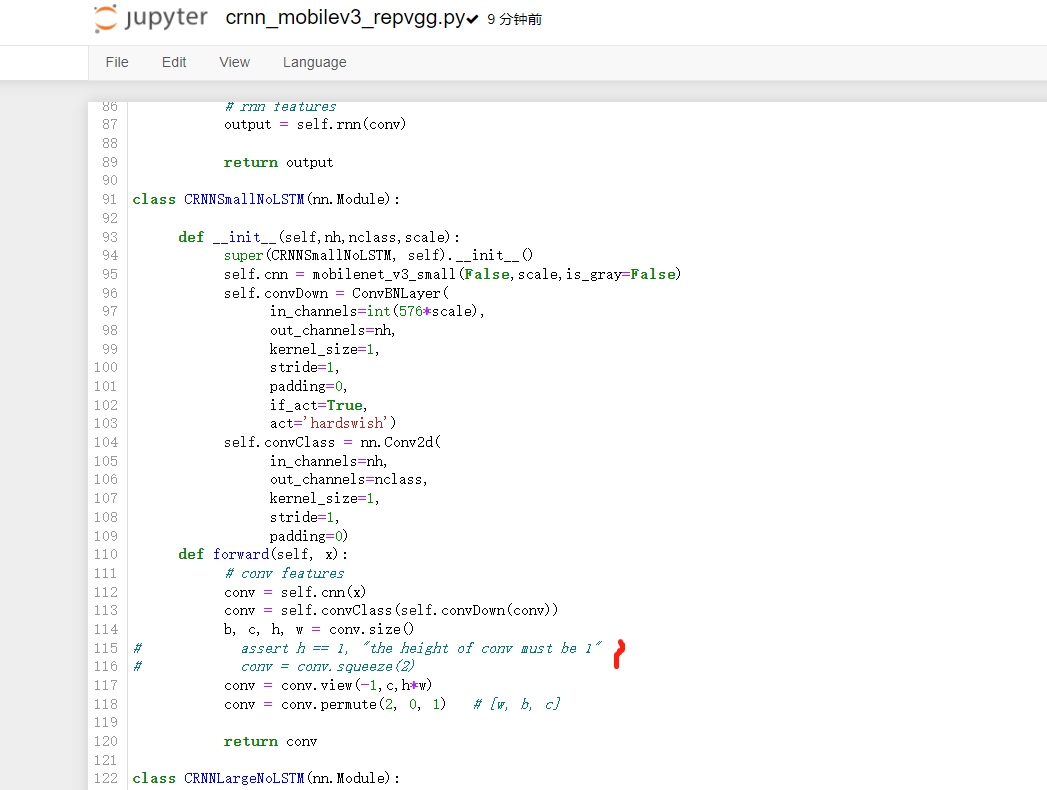 jupyter crnn_mobilev3_repvgg.py✔ 9 分钟前
File Edit View Language
86 # rnn features
87 output = self.rnn(conv)
88
89 return output
90
91 class CRNNSmallNoLSTM(nn.Module):
92
93 def __init__(self,nh,nclass,scale):
94 super(CRNNSmallNoLSTM, self).__init__()
95 self.cnn = mobilenet_v3_small(False,scale,is_gray=False)
96 self.convDown = ConvBNLayer(
97 in_channels=int(576*scale),
98 out_channels=nh,
99 kernel_size=1,
100 stride=1,
101 padding=0,
102 if_act=True,
103 act='hardswish')
104 self.convClass = nn.Conv2d(
105 in_channels=nh,
106 out_channels=nclass,
107 kernel_size=1,
108 stride=1,
109 padding=0)
110 def forward(self, x):
111 # conv features
112 conv = self.cnn(x)
113 conv = self.convClass(self.convDown(conv))
114 b, c, h, w = conv.size()
115 # assert h == 1, "the height of conv must be 1"
116 # conv = conv.squeeze(2)
117 conv = conv.view(-1,c,h*w)
118 conv = conv.permute(2, 0, 1) # [w, b, c]
119
120 return conv
121
122 class CRNNLargeNoLSTM(nn.Module):